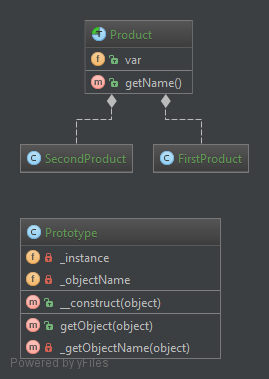 Product
var
getName()
SecondProduct
FirstProduct
Prototype
_instance
_objectName
__construct(object)
getObject(object)
_getObjectName(object)
Powered by yFiles